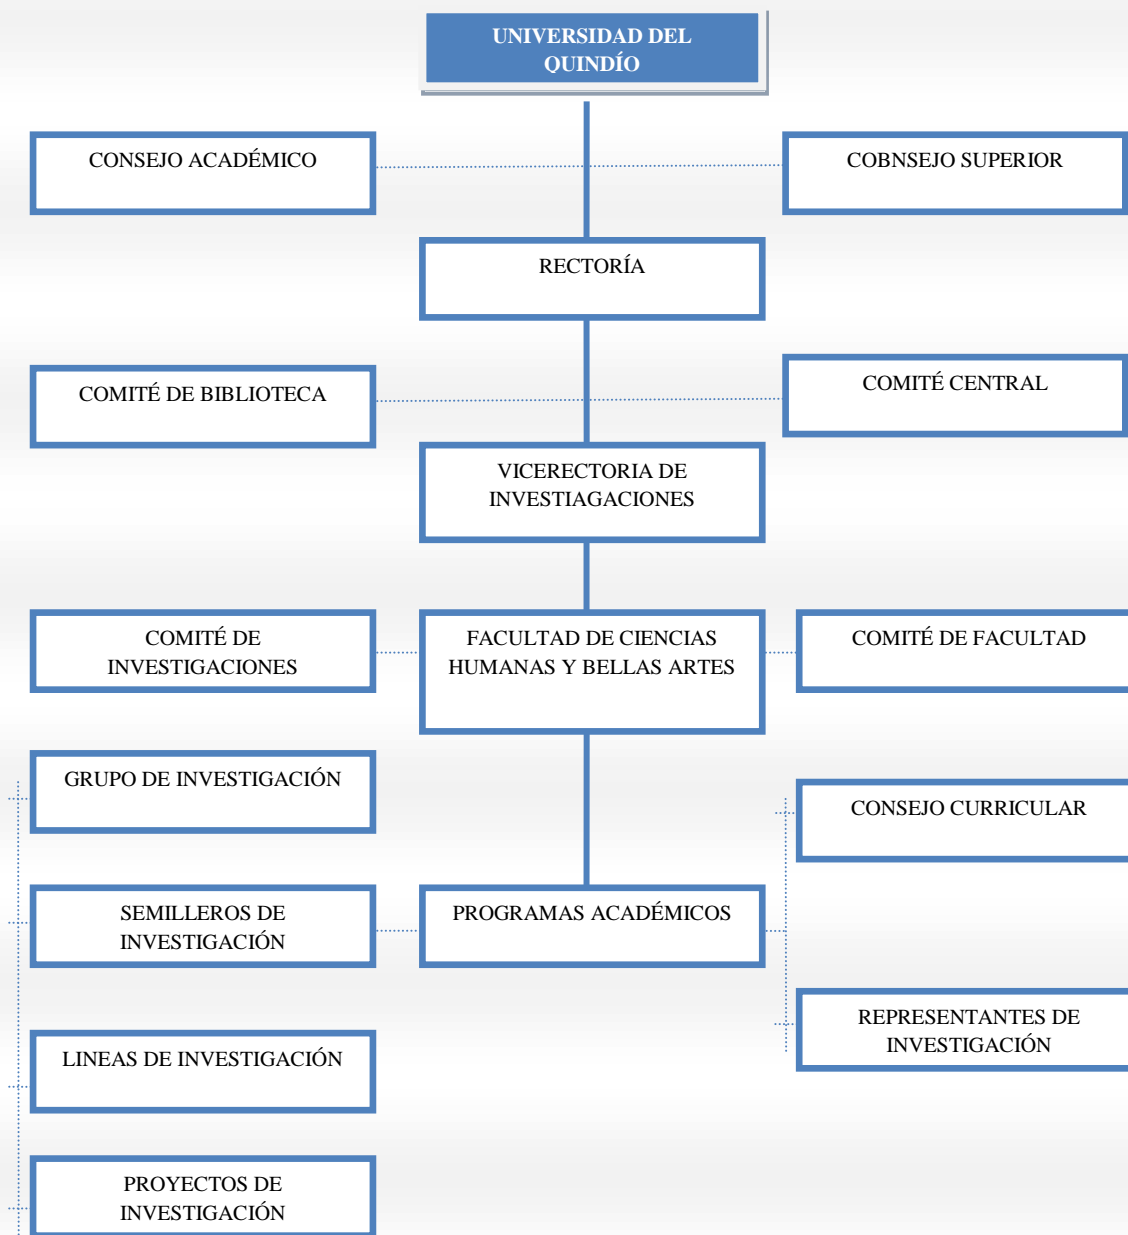 UNIVERSIDAD DEL
QUINDÍO
CONSEJO ACADÉMICO
COBNSEJO SUPERIOR
RECTORÍA
COMITÉ DE BIBLIOTECA
COMITÉ CENTRAL
VICERECTORIA DE
INVESTIAGACIONES
COMITÉ DE
INVESTIGACIONES
FACULTAD DE CIENCIAS
HUMANAS Y BELLAS ARTES
COMITÉ DE FACULTAD
GRUPO DE INVESTIGACIÓN
CONSEJO CURRICULAR
SEMILLEROS DE
INVESTIGACIÓN
PROGRAMAS ACADÉMICOS
REPRESENTANTES DE
INVESTIGACIÓN
LINEAS DE INVESTIGACIÓN
PROYECTOS DE
INVESTIGACIÓN